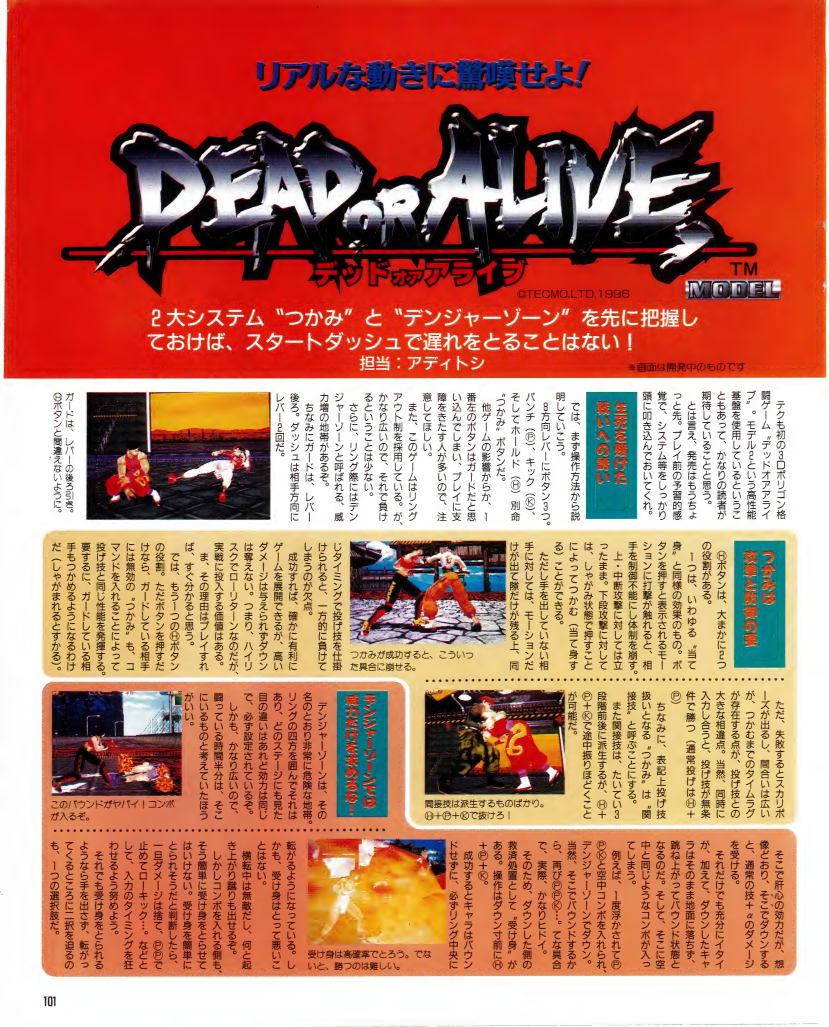 リアルな動きに驚嘆せよ!
DEAD OR ALIVE
デッド オア アライブ
TM
©TECMO.LTD.1996
MODEL
2大システム“つかみ”と“デンジャーゾーン”を先に把握し
ておけば、スタートダッシュで遅れをとることはない!
担当:アディトシ
※画面は開発中のものです
テクモ初の3Dポリゴン格
闘ゲーム“デッドオアアライ
ブ”。モデル2という高性能
基盤を使用しているというこ
ともあって、かなりの読者が
期待していることと思う。
とは言え、発売はもうちょ
っと先。プレイ前の予習的感
覚で、システム等をしっかり
頭に叩き込んでおいてくれ。
生死を賭けた
戦いへの誘い
では、まず操作方法から説
明していこう。
8方向レバーにボタン3つ。
パンチ(Ⓟ)、キック(Ⓚ)、
そしてホールド(Ⓗ)別命
“つかみ”ボタンだ。
他ゲームの影響からか、一
番左のボタンはガードだと思
い込んでしまい、プレイに支
障をきたす人が多いので、注
意してほしい。
また、このゲームはリング
アウト制を採用している。が、
かなり広いので、それで負け
るということは少ない。
さらに、リング際にはデン
ジャーゾーンと呼ばれる、威
力増の地帯があるぞ。
ちなみにガードは、レバー
後ろ。ダッシュは相手方向に
レバー2回だ。
ガードは、レバーの後ろ引き。
Ⓗボタンと間違えないように。
つかみは
攻撃と防御の要
Ⓗボタンは、大まかに2つ
の役割がある。
1つは、いわゆる“当て
身”と同様の効果のもの。ボ
タンを押すと表示されるモー
ションに打撃が触れると、相
手を制御不能にし体制を崩す。
上・中断攻撃に対しては立
ったまま。下段攻撃に対して
は、しゃがみ状態で押すこと
によってつかむ(当て身す
る)ことができる。
ただし手を出していない相
手に対しては、モーションだ
けが出て隙だけが残る上、同
じタイミングで投げ技を仕掛
けられると、一方的に負けて
しまうのが欠点。
成功すれば、確かに有利に
ゲームを展開できるが、高い
ダメージは与えられずダウン
は奪えない。つまり、ハイリ
スクでローリターンなのだが、
実戦に投入する価値はある。
ま、その理由はプレイすれ
ば、すぐ分かると思う。
では、もう1つのⒽボタン
の役割。ただボタンを押すだ
けなら、ガードしている相手
には無効の“つかみ”も、コ
マンドを入れることによって
投げ技と同じ性能を発揮する。
要するに、ガードしている相
手もつかめるようになるわけ
だ(しゃがまれるとすかる)。
つかみが成功すると、こういっ
た具合に崩せる。
ただ、失敗するとスカリポ
ーズが出るし、間合いは広い
が、つかむまでのタイムラグ
が存在する点が、投げ技との
大きな相違点。当然、同時に
入力し合うと、投げ技が無条
件で勝つ(通常投げはⒽ+
Ⓟ)
ちなみに、表記上投げ技
扱いとなる“つかみ”は“関
接技”と呼ぶことにする。
また関接技は、たいてい3
段階前後に派生するが、Ⓗ+
Ⓟ+Ⓚで途中振りほどくこと
が可能だ。
間接技は派生するものばかり。
Ⓗ+Ⓟ+Ⓚで抜けろ!
デンジャーゾーンでは
威力だけを求めるな!
デンジャーゾーンは、その
名のとおり非常に危険な地帯。
リングの四方を囲んでそれは
あり、どのステージにも見た
目の違いはあれど効力は同じ
で、必ず設定されているぞ。
しかも、かなり広いので、
闘っている時間半分は、そこ
にいるものと考えていたほう
がいい。
このバウンドがヤバイ!コンボ
が入るぞ。
そこで肝心の効力だが、想
像どおり、そこでダウンする
と、通常の技+αのダメージ
を受ける。
それだけでも充分にイタイ
が、加えて、ダウンしたキャ
ラはそのまま地面に落ちず、
跳ね上がってバウンド状態と
なるのだ。そして、そこに空
中と同じようなコンボが入っ
てしまう。
例えば、1度浮かされてⓅ
ⓅⓀと空中コンボを入れられ、
デンジャーゾーンでダウン。
当然、そこでバウンドするか
ら、再びⓅⓅⓀ…てな具合
で、実際、かなりヒドイ。
そのため、ダウンした側の
救済処置として“受け身”が
ある。操作はダウン寸前にⒽ
+Ⓟ+Ⓚ。
成功するとキャラはバウン
ドせずに、必ずリング中央に
転がるようになっている。し
かも、受け身はとって悪いこ
とはない。
横転中は無敵だし、何と起
き上がり蹴りも出せるぞ。
しかしコンボを入れる側も、
そう簡単に受け身をとらせて
はいけない。受け身を簡単に
とられそうだと判断したら、
一旦ダメージは捨て、ⓅⓅで
止めてローキック…などと
して、入力のタイミングを狂
わせるよう努めよう。
それでも受け身をとられる
ようなら手を出さず、転がっ
てくるところに二択を迫るの
も、1つの選択肢だ。
受け身は高確率でとろう。でな
いと、勝つのは難しい。
101